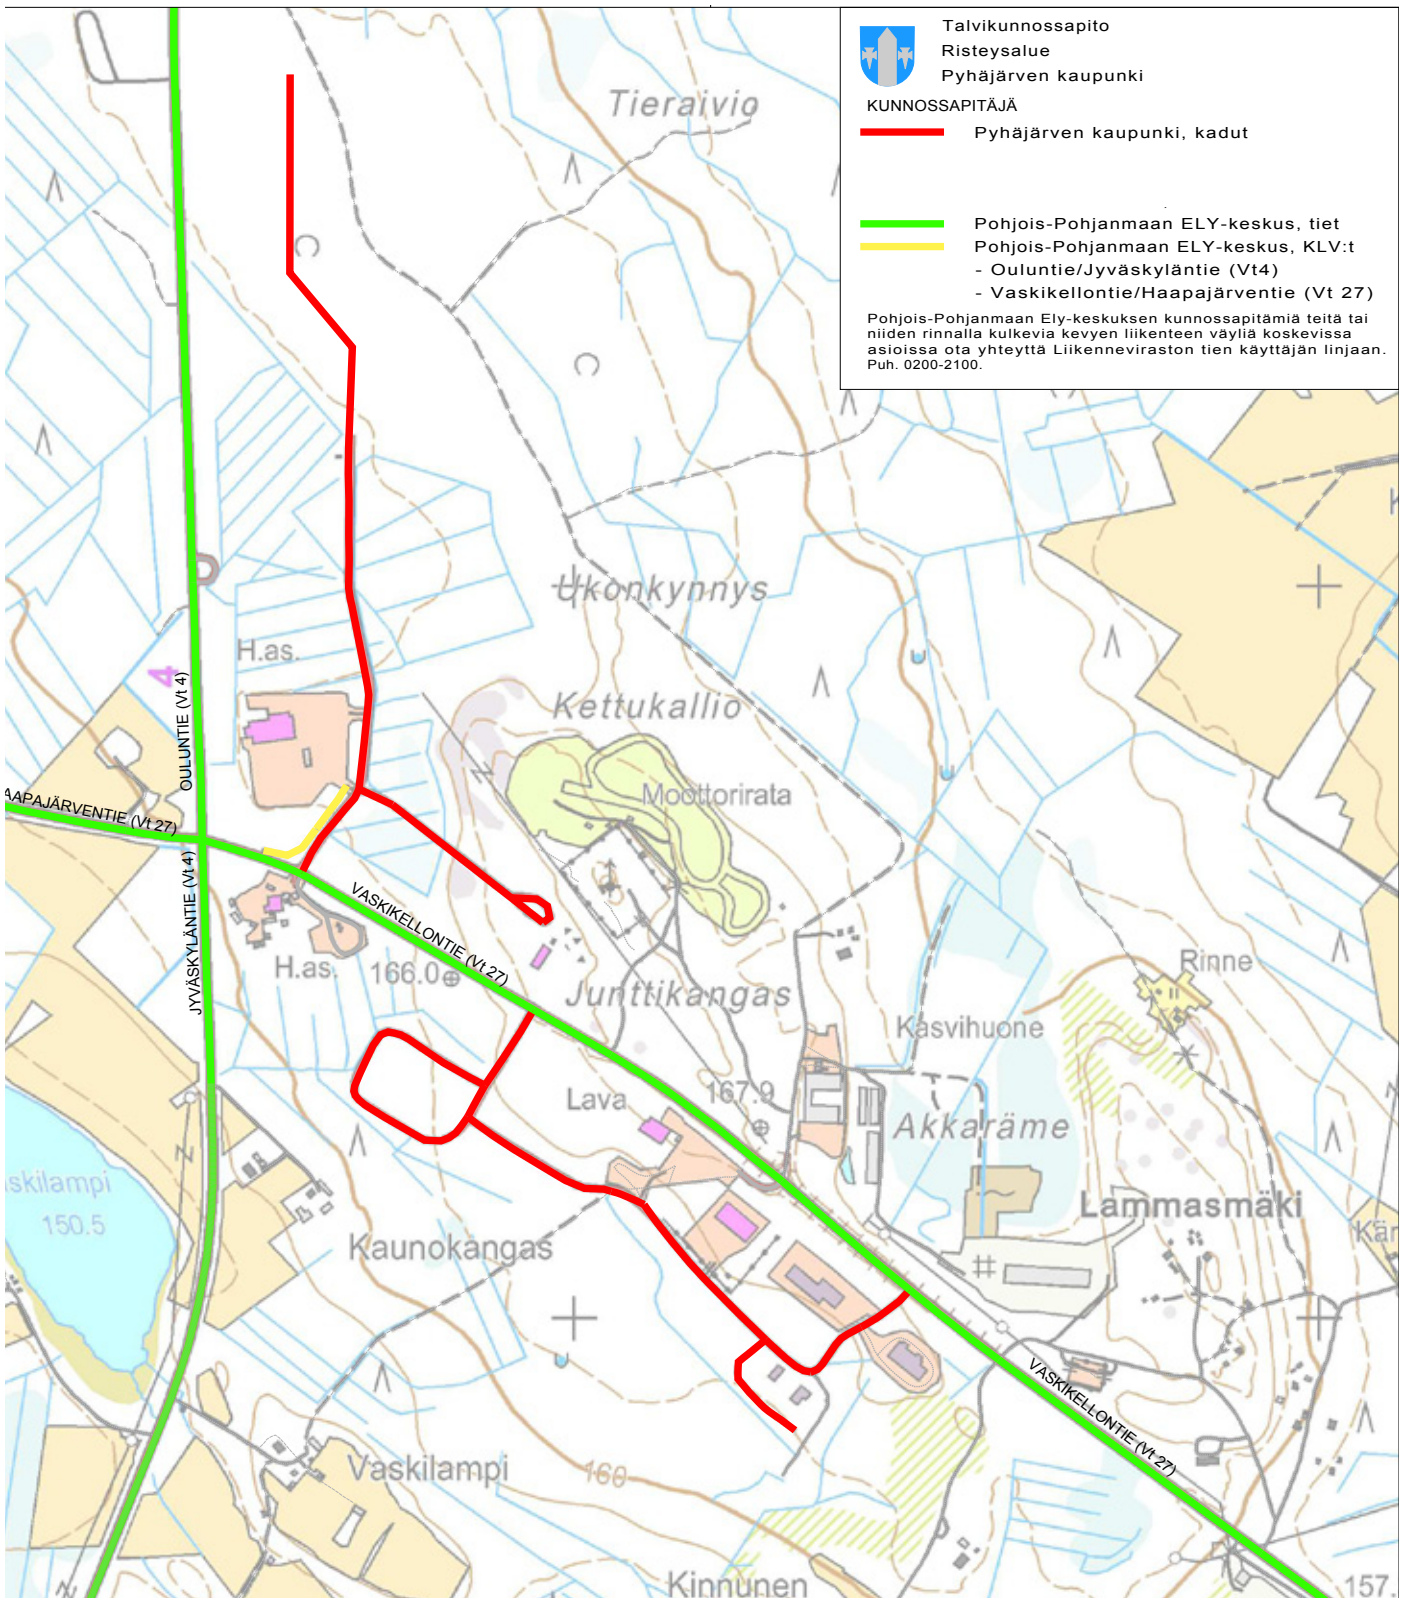 Talvikunnossapito
Risteysalue
Pyhäjärven kaupunki
KUNNOSSAPITÄJÄ
Pyhäjärven kaupunki, kadut
Pohjois-Pohjanmaan ELY-keskus, tiet
Pohjois-Pohjanmaan ELY-keskus, KLV:t
- Ouluntie/Jyväskyläntie (Vt4)
- Vaskikellontie/Haapajärventie (Vt 27)
Pohjois-Pohjanmaan Ely-keskuksen kunnossapitämiä teitä tai
niiden rinnalla kulkevia kevyen liikenteen väyliä koskevissa
asioissa ota yhteyttä Liikenneviraston tien käyttäjän linjaan.
Puh. 0200-2100.
Tieraivio
Ukonkynnys
H.as.
4
OULUNTIE (Vt 4)
Kettukallio
Moottorirata
AAPAJÄRVENTIE (Vt 27)
JYVÄSKYLÄNTIE (Vt4)
VASKIKELLONTIE (Vt 27)
H.as.
166.0
Junttikangas
Rinne
Kasvihuone
Lava
167.9
Akkaräme
skilampi
150.5
Lammasmäki
Kär
Kaunokangas
VASKIKELLONTIE (Vt 27)
Vaskilampi
160
Kinnunen
157.